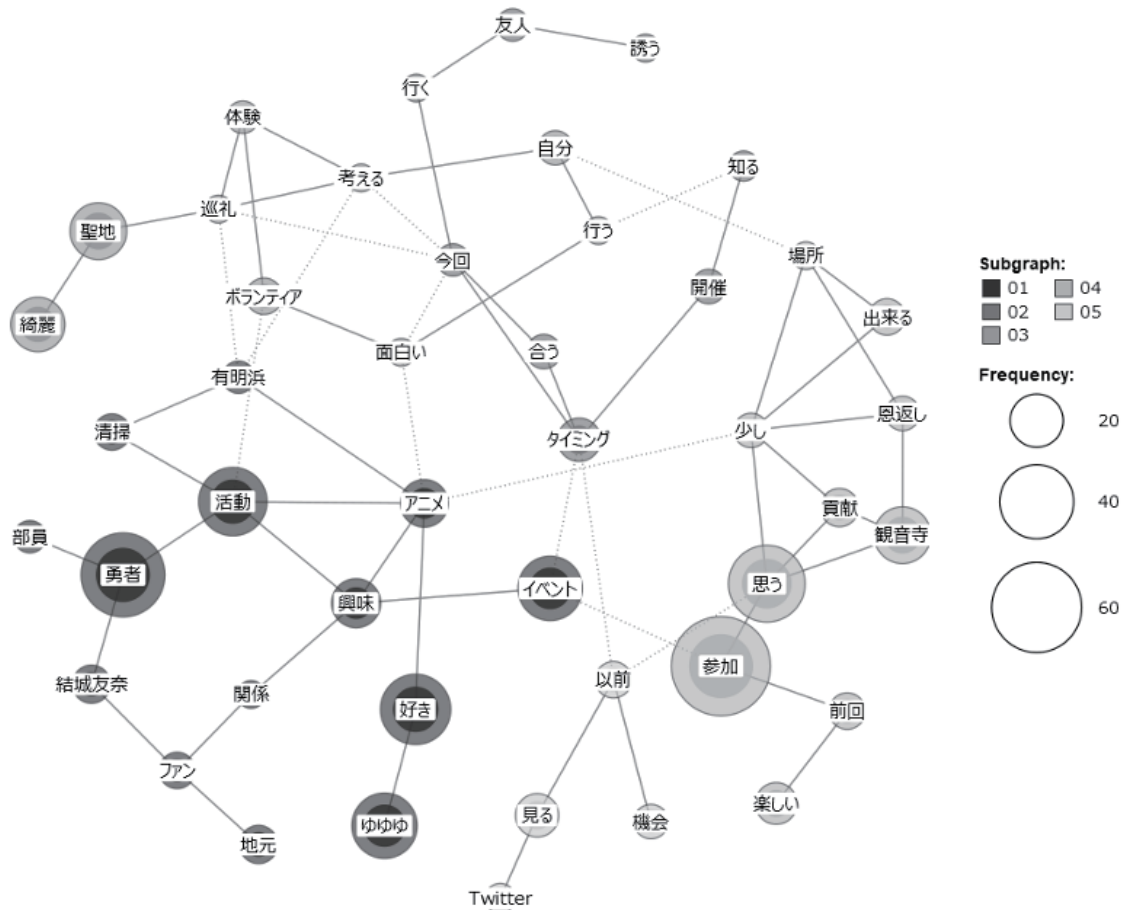 友人
誘う
行く
体験
自分
知る
考える
巡礼
聖地
行う
今回
場所
開催
ボランティア
綺麗
出来る
面白い
合う
有明浜
恩返し
清掃
タイミング
少し
活動
アニメ
貢献
部員
観音寺
勇者
思う
イベント
興味
参加
以前
結城友奈
関係
好き
前回
ファン
楽しい
見る
機会
ゆゆゆ
地元
Twitter
Subgraph:
01 04
02 05
03
Frequency:
20
40
60